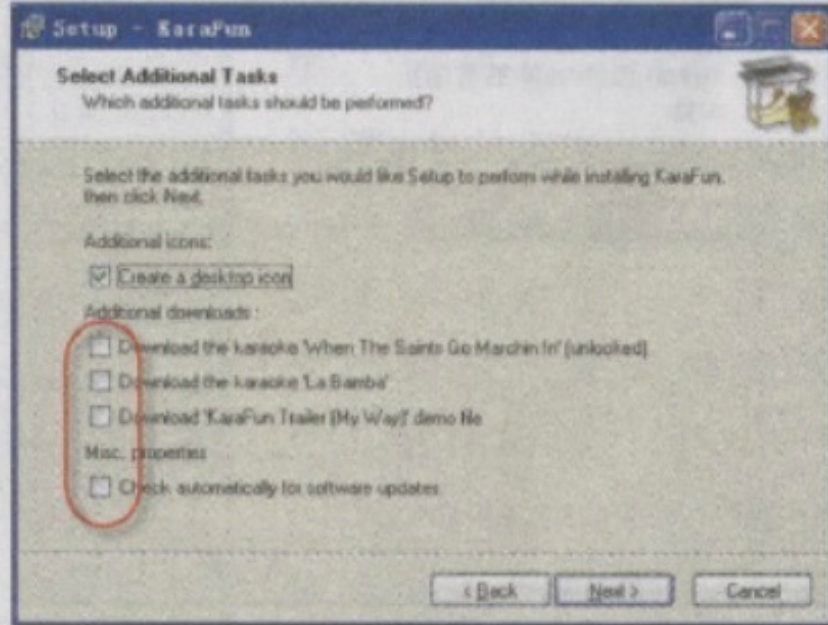 Setup - KaraFun
Select Additional Tasks
Which additional tasks should be performed?
Select the additional tasks you would like Setup to perform while installing KaraFun,
then click Next.
Additional icons:
Create a desktop icon
Additional downloads :
Download the karaoke 'When The Saints Go Marchin In' (unlocked)
Download the karaoke 'La Bamba'
Download 'KaraFun Trailer (My Way)' demo file
Misc. properties
Check automatically for software updates
< Back
Next >
Cancel